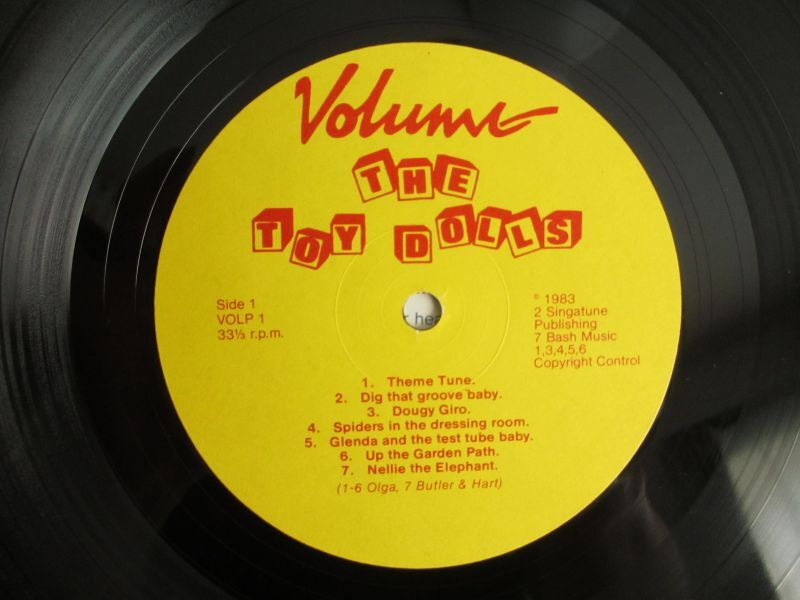 Volume
THE
TOY DOLLS
Side 1
VOLP 1
33⅓ r.p.m.
© 1983
2 Singatune
Publishing
7 Bash Music
1,3,4,5,6
Copyright Control
r hea
1. Theme Tune.
2. Dig that groove baby.
3. Dougy Giro.
4. Spiders in the dressing room.
5. Glenda and the test tube baby.
6. Up the Garden Path.
7. Nellie the Elephant.
(1-6 Olga, 7 Butler & Hart)